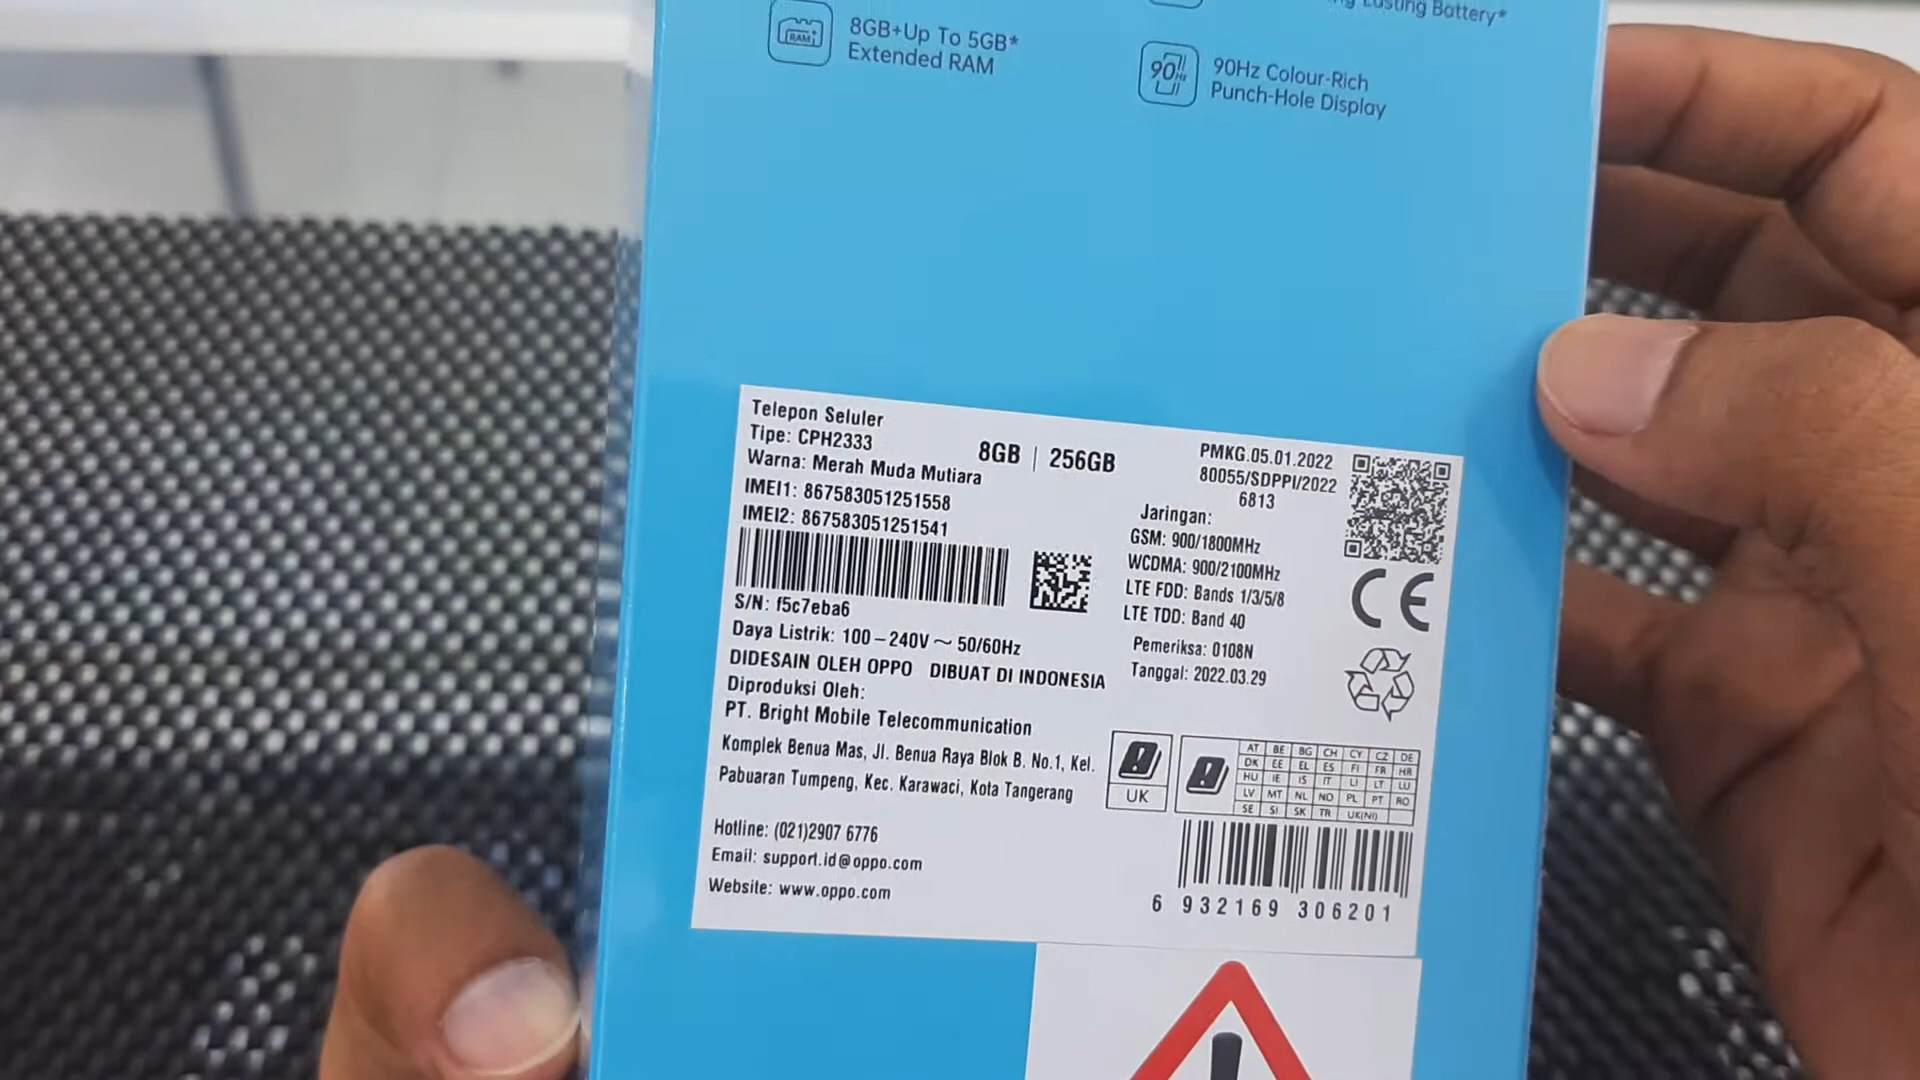 Lasting Battery*
RAM+
8GB+Up To 5GB*
Extended RAM
90Hz
90Hz Colour-Rich
Punch-Hole Display
Telepon Seluler
Tipe: CPH2333
Warna: Merah Muda Mutiara
8GB | 256GB
IMEI1: 867583051251558
IMEI2: 867583051251541
S/N: f5c7eba6
Daya Listrik: 100–240V ~ 50/60Hz
DIDESAIN OLEH OPPO DIBUAT DI INDONESIA
Diproduksi Oleh:
PT. Bright Mobile Telecommunication
Komplek Benua Mas, Jl. Benua Raya Blok B. No.1, Kel.
Pabuaran Tumpeng, Kec. Karawaci, Kota Tangerang
Hotline: (021)2907 6776
Email: support.id@oppo.com
Website: www.oppo.com
PMKG.05.01.2022
80055/SDPPI/2022
6813
Jaringan:
GSM: 900/1800MHz
WCDMA: 900/2100MHz
LTE FDD: Bands 1/3/5/8
LTE TDD: Band 40
Pemeriksa: 0108N
Tanggal: 2022.03.29
CE
UK
AT BE BG CH CY CZ DE
DK EE EL ES FI FR HR
HU IE IS IT LI LT LU
LV MT NL NO PL PT RO
SE SI SK TR UK(NI)
6 932169 306201